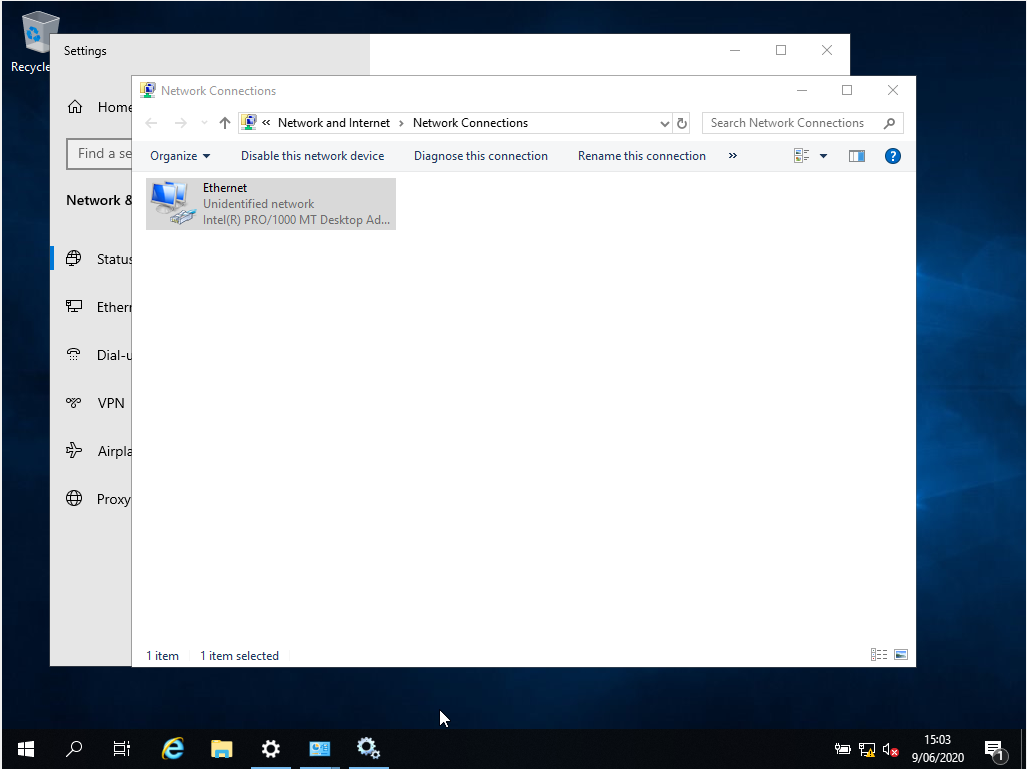 Recycle
Settings
Home
Find a se
Network &
Status
Ethern
Dial-u
VPN
Airpla
Proxy
Network Connections
« Network and Internet › Network Connections
Search Network Connections
Organize
Disable this network device
Diagnose this connection
Rename this connection
»
Ethernet
Unidentified network
Intel(R) PRO/1000 MT Desktop Ad...
1 item
1 item selected
15:03
9/06/2020
1